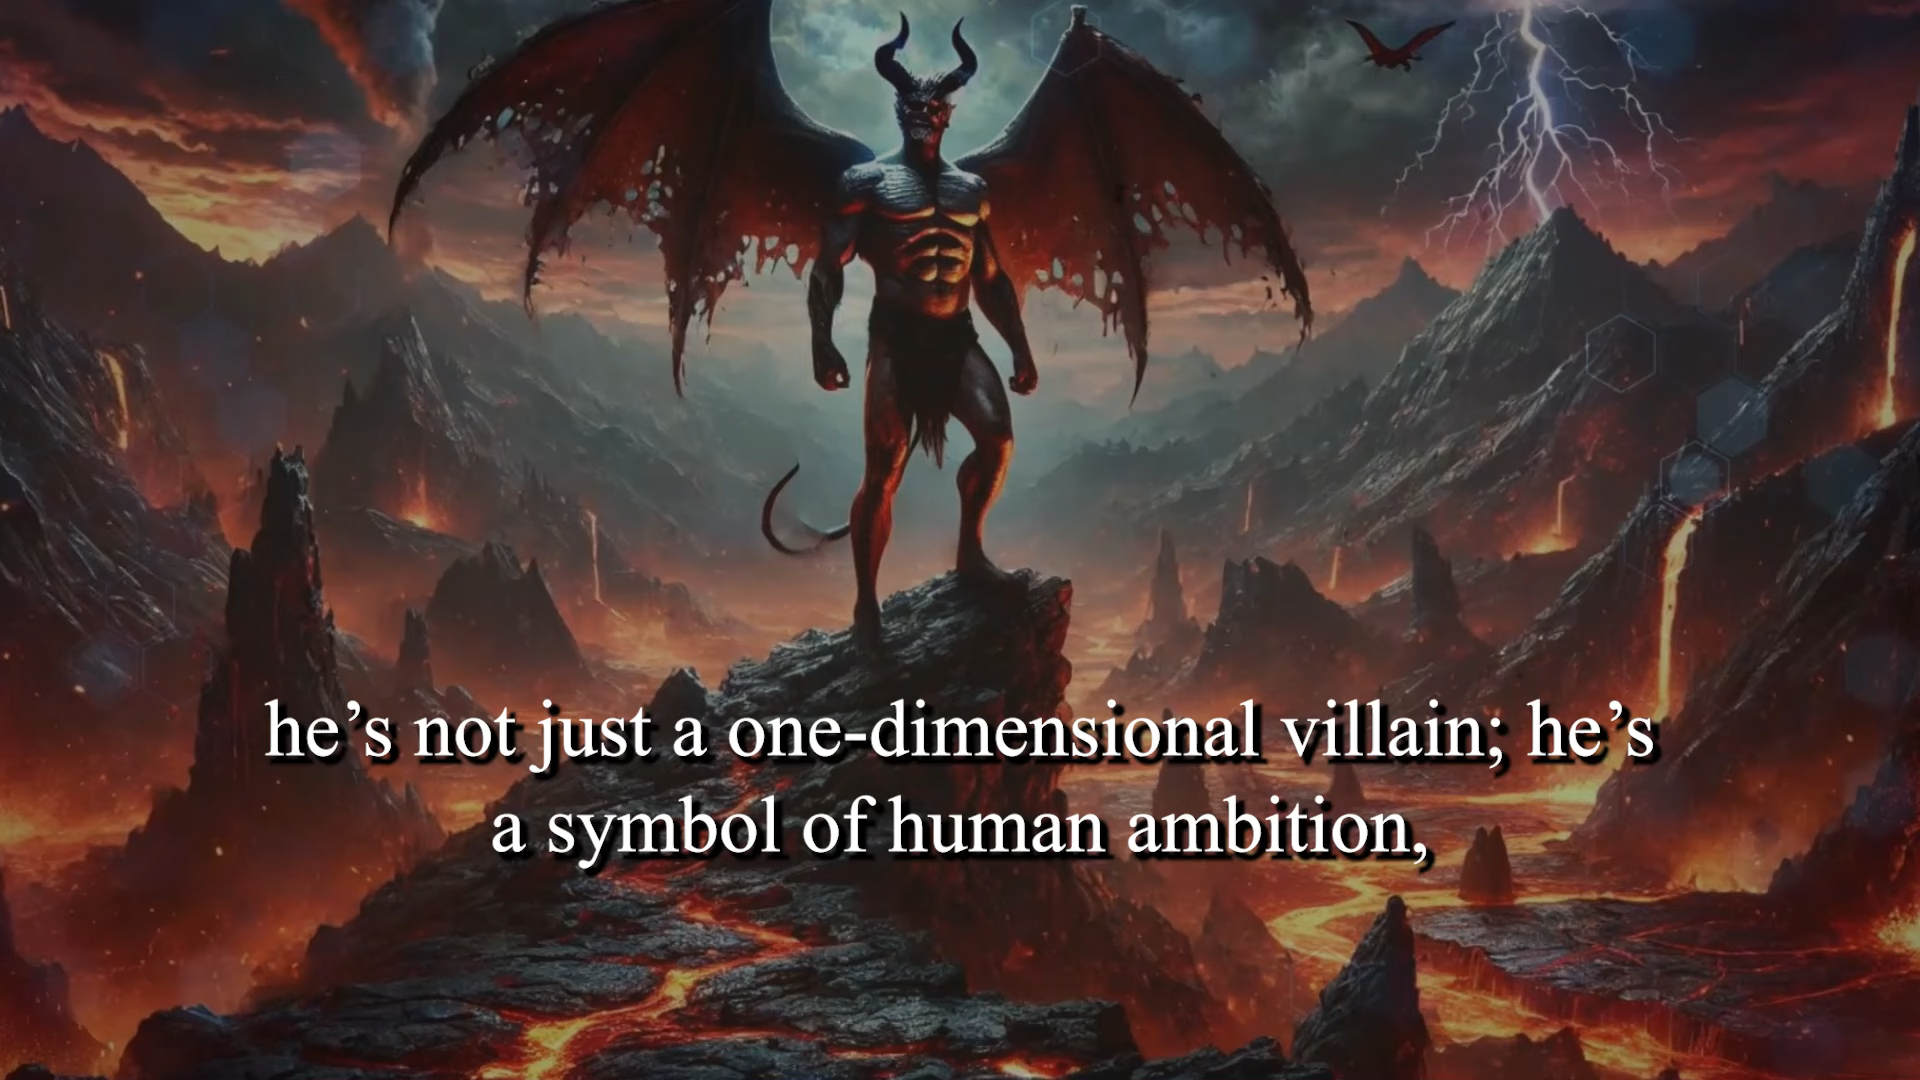 he’s not just a one-dimensional villain; he’s
a symbol of human ambition,